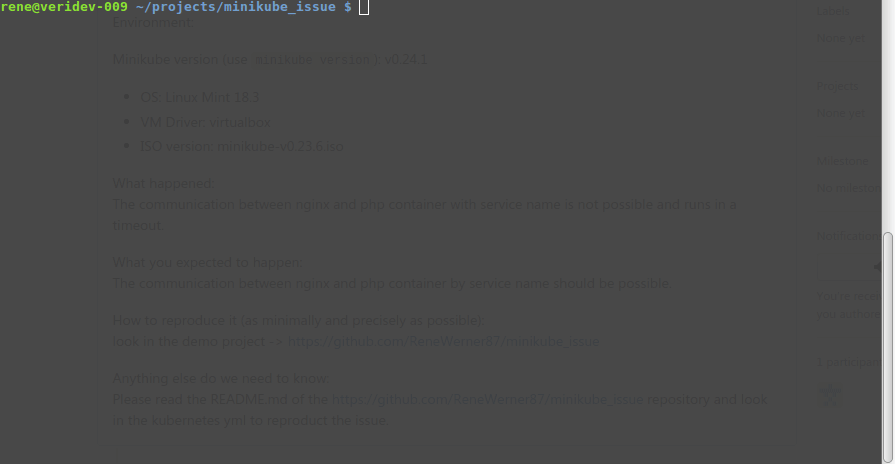 rene@veridev-009 ~/projects/minikube_issue $
Environment
Labels
None yet
Minikube version (use minikube version): v0.24.1
Projects
OS: Linux Mint 18.3
None yet
VM Driver: virtualbox
ISO version: minikube-v0.23.6.iso
Milestone
What happened:
No milestone
The communication between nginx and php container with service name is not possible and runs in a
timeout.
Notifications
What you expected to happen:
The communication between nginx and php container by service name should be possible.
How to reproduce it (as minimally and precisely as possible):
look in the demo project -> https://github.com/ReneWerner87/minikube_issue
1 participant
Anything else do we need to know:
Please read the README.md of the https://github.com/ReneWerner87/minikube_issue repository and look
in the kubernetes.yml to reproduct the issue.